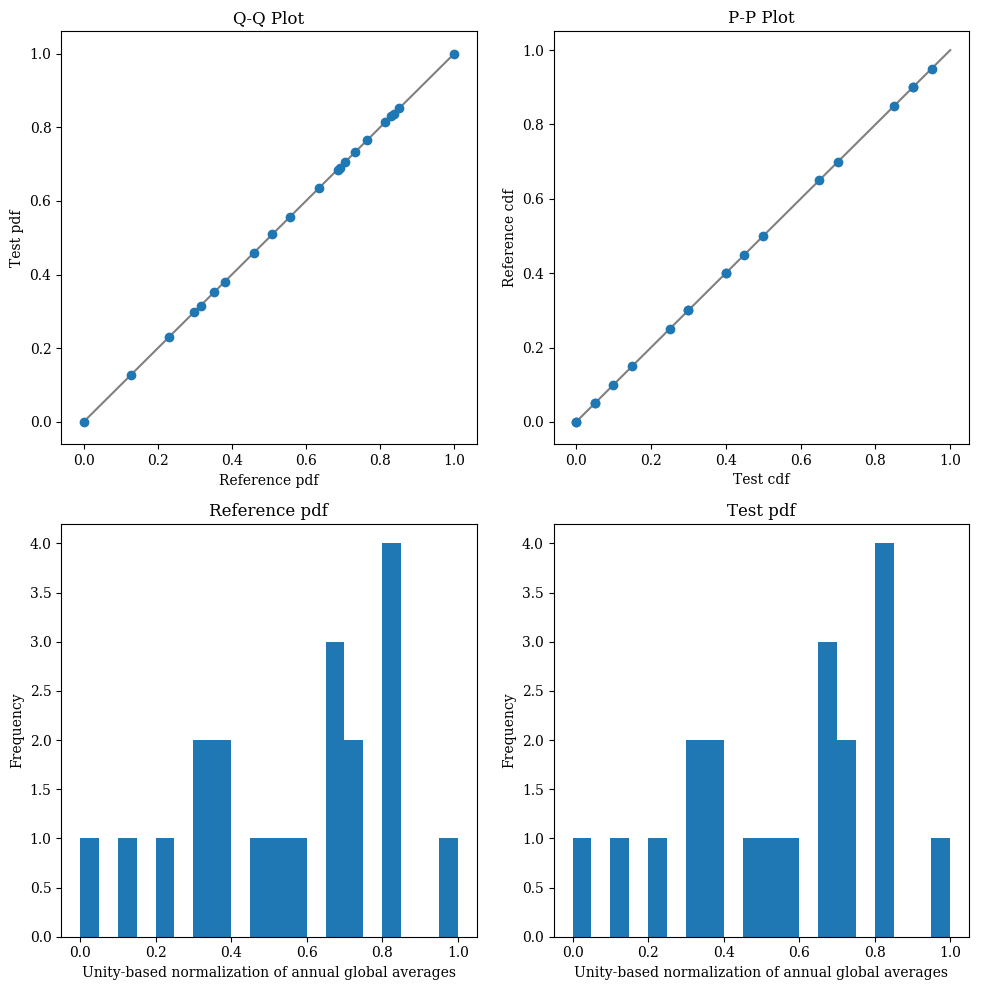 Q-Q Plot
Test pdf
1.0
0.8
0.6
0.4
0.2
0.0
0.0 0.2 0.4 0.6 0.8 1.0
Reference pdf
P-P Plot
Reference cdf
1.0
0.8
0.6
0.4
0.2
0.0
0.0 0.2 0.4 0.6 0.8 1.0
Test cdf
Reference pdf
Frequency
4.0
3.5
3.0
2.5
2.0
1.5
1.0
0.5
0.0
0.0 0.2 0.4 0.6 0.8 1.0
Unity-based normalization of annual global averages
Test pdf
Frequency
4.0
3.5
3.0
2.5
2.0
1.5
1.0
0.5
0.0
0.0 0.2 0.4 0.6 0.8 1.0
Unity-based normalization of annual global averages